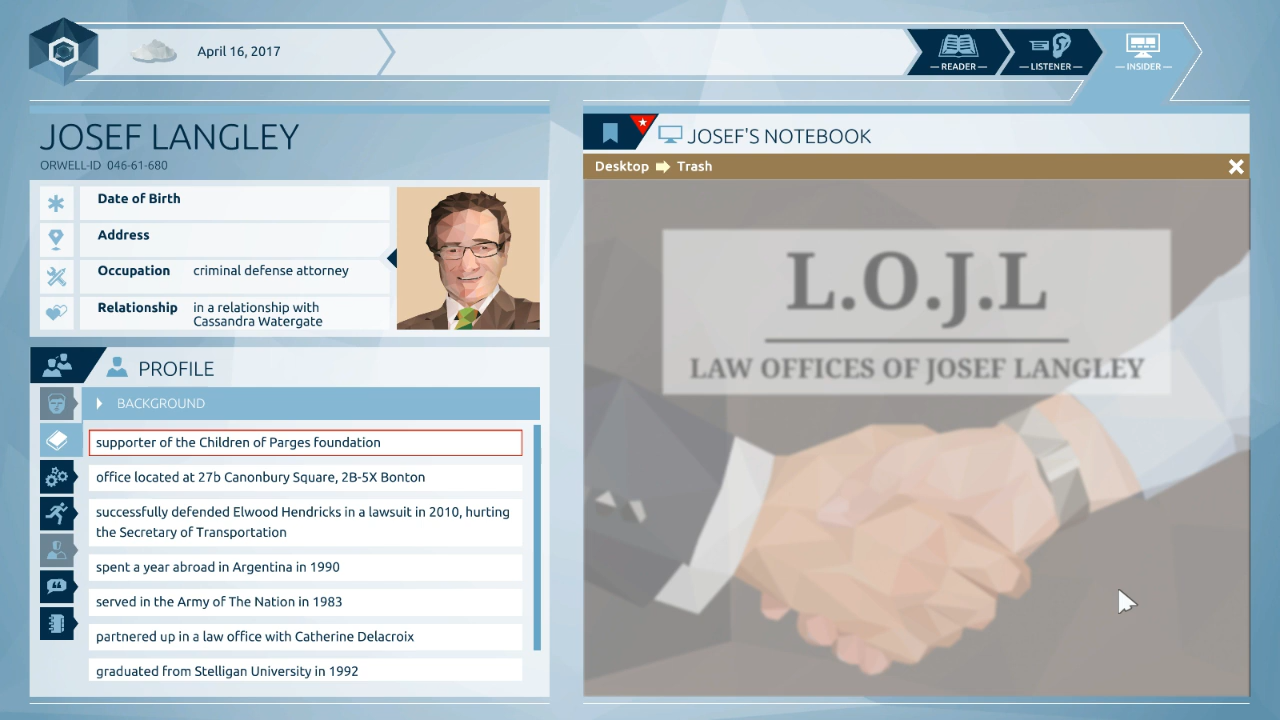 April 16, 2017
— READER —
— LISTENER —
— INSIDER —
JOSEF LANGLEY
ORWELL-ID 046-61-680
Date of Birth
Address
Occupation criminal defense attorney
Relationship in a relationship with
Cassandra Watergate
PROFILE
BACKGROUND
supporter of the Children of Parges foundation
office located at 27b Canonbury Square, 2B-5X Bonton
successfully defended Elwood Hendricks in a lawsuit in 2010, hurting
the Secretary of Transportation
spent a year abroad in Argentina in 1990
served in the Army of The Nation in 1983
partnered up in a law office with Catherine Delacroix
graduated from Stelligan University in 1992
JOSEF'S NOTEBOOK
Desktop Trash
L.O.J.L
LAW OFFICES OF JOSEF LANGLEY